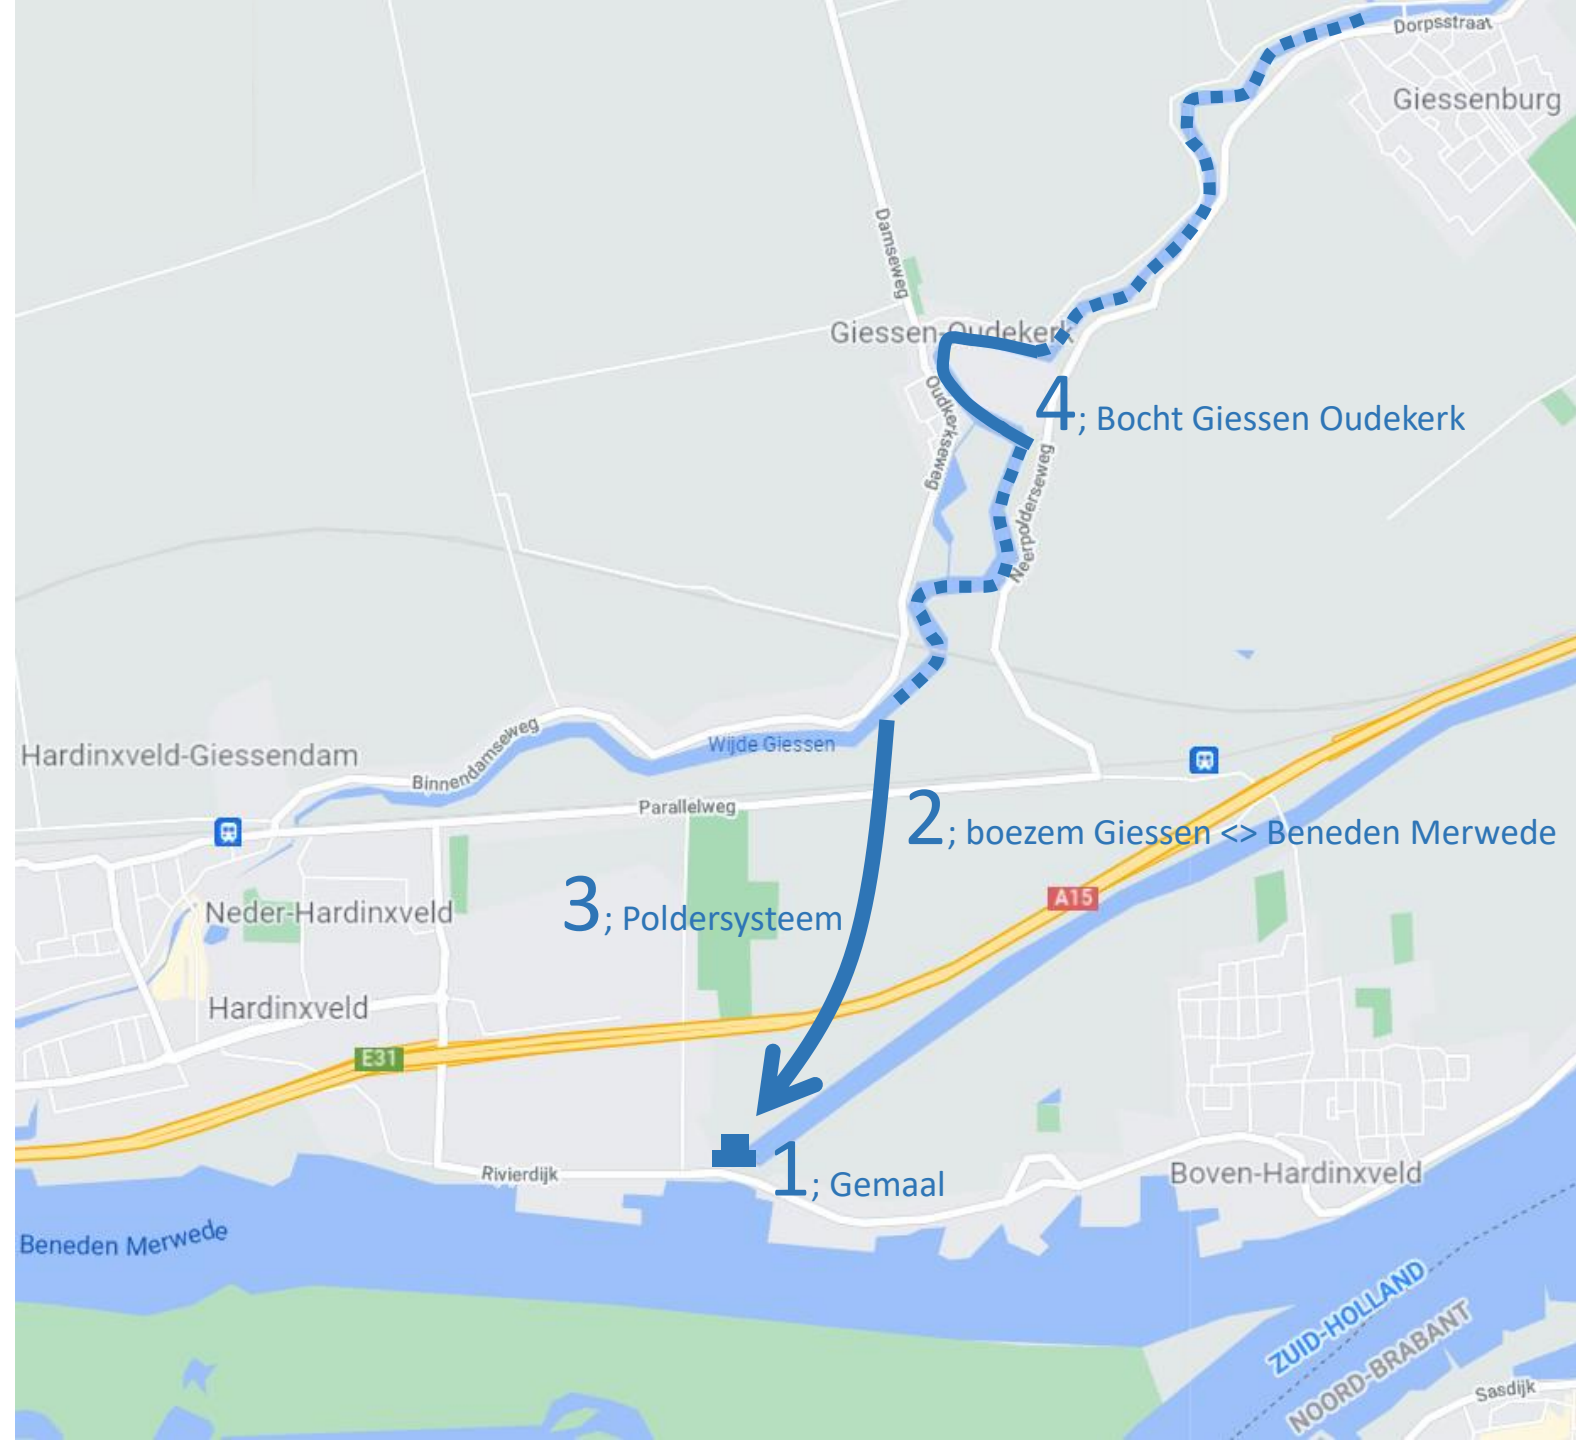 Dorpsstraat
Giessenburg
Damseweg
Giessen-Oudekerk
Oudkerkseweg
4; Bocht Giessen Oudekerk
Neerpolderseweg
Hardinxveld-Giessendam
Binnendamseweg
Wijde Giessen
Parallelweg
2; boezem Giessen <> Beneden Merwede
3; Poldersysteem
A15
Neder-Hardinxveld
Hardinxveld
E31
Rivierdijk
1; Gemaal
Boven-Hardinxveld
Beneden Merwede
ZUID-HOLLAND
NOORD-BRABANT
Sasdijk